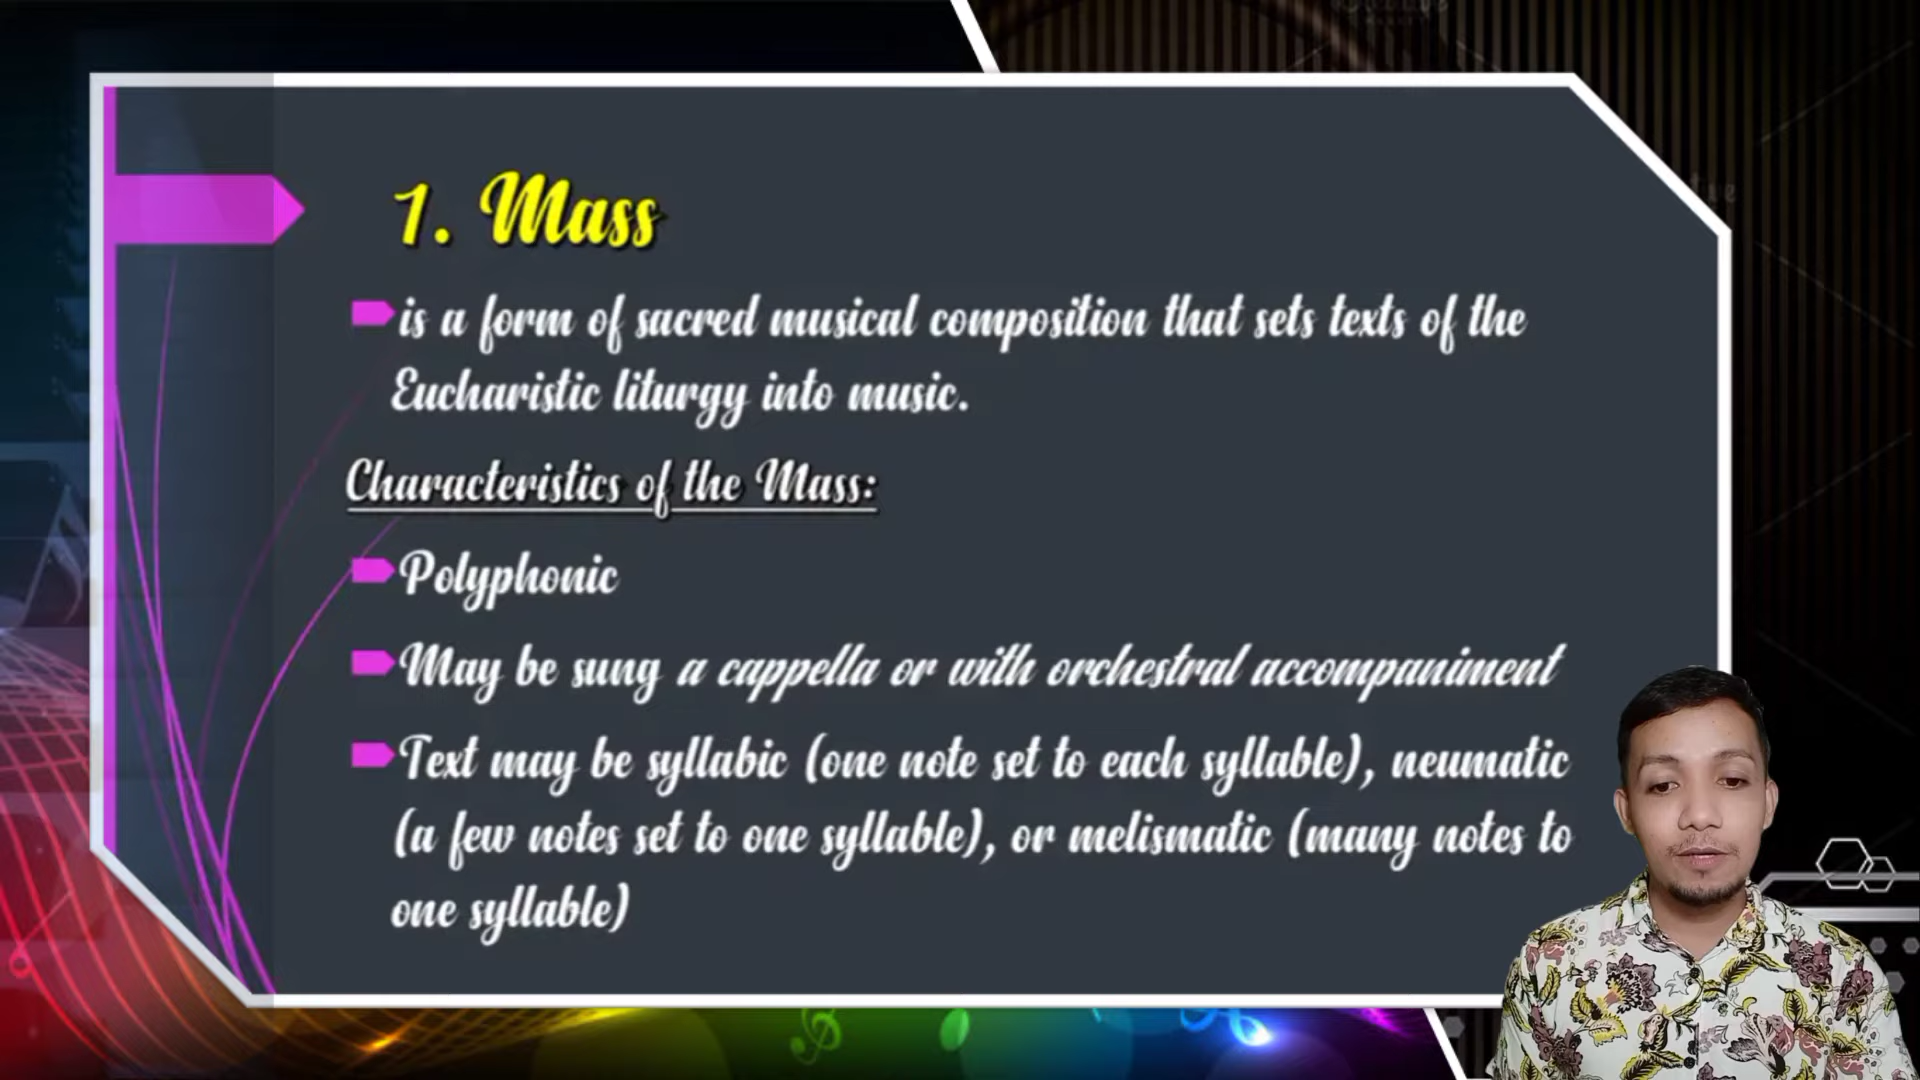 1. Mass
is a form of sacred musical composition that sets texts of the
Eucharistic liturgy into music.
Characteristics of the Mass:
Polyphonic
May be sung a cappella or with orchestral accompaniment
Text may be syllabic (one note set to each syllable), neumatic
(a few notes set to one syllable), or melismatic (many notes to
one syllable)